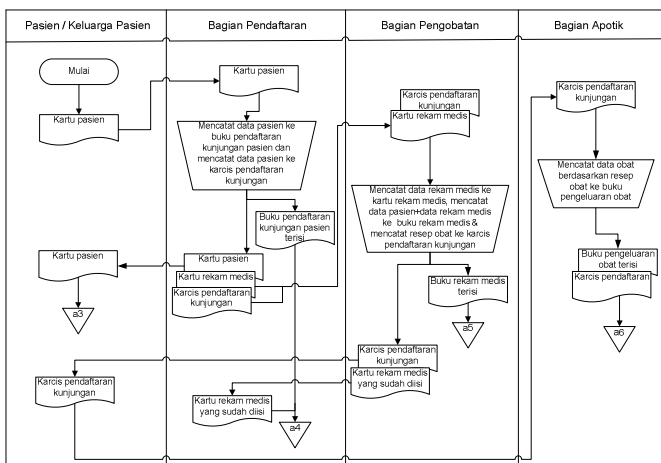 Pasien / Keluarga Pasien
Bagian Pendaftaran
Bagian Pengobatan
Bagian Apotik
Mulai
Kartu pasien
Kartu pasien
Mencatat data pasien ke
buku pendaftaran
kunjungan pasien dan
mencatat data pasien ke
karcis pendaftaran
kunjungan
Buku pendaftaran
kunjungan pasien
terisi
Kartu pasien
Kartu rekam medis
Karcis pendaftaran
kunjungan
Kartu pasien
a3
Karcis pendaftaran
kunjungan
Kartu rekam medis
Mencatat data rekam medis ke
kartu rekam medis, mencatat
data pasien+data rekam medis
ke buku rekam medis &
mencatat resep obat ke karcis
pendaftaran kunjungan
Buku rekam medis
terisi
a5
Karcis pendaftaran
kunjungan
Kartu rekam medis
yang sudah diisi
Karcis pendaftaran
kunjungan
Kartu rekam medis
yang sudah diisi
a4
Karcis pendaftaran
kunjungan
Mencatat data obat
berdasarkan resep
obat ke buku
pengeluaran obat
Buku pengeluaran
obat terisi
Karcis pendaftaran
a6